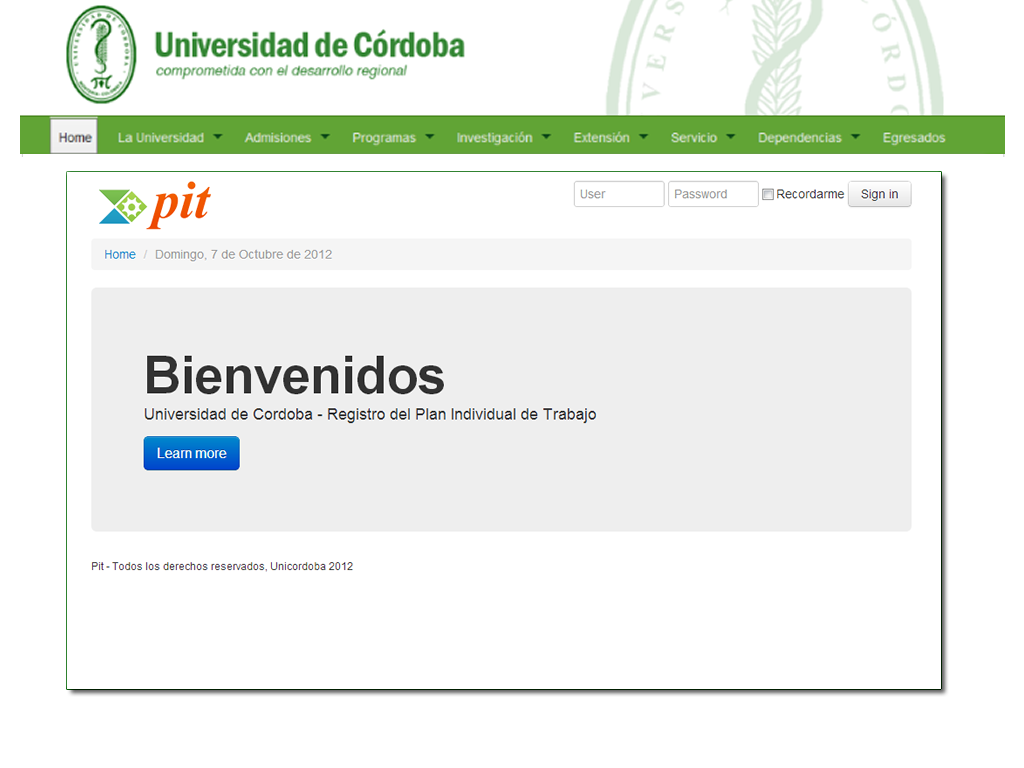 Universidad de Córdoba
comprometida con el desarrollo regional
Home La Universidad Admisiones Programas Investigación Extensión Servicio Dependencias Egresados
pit User Password Recordarme Sign in
Home / Domingo, 7 de Octubre de 2012
Bienvenidos
Universidad de Cordoba - Registro del Plan Individual de Trabajo
Learn more
Pit - Todos los derechos reservados, Unicordoba 2012